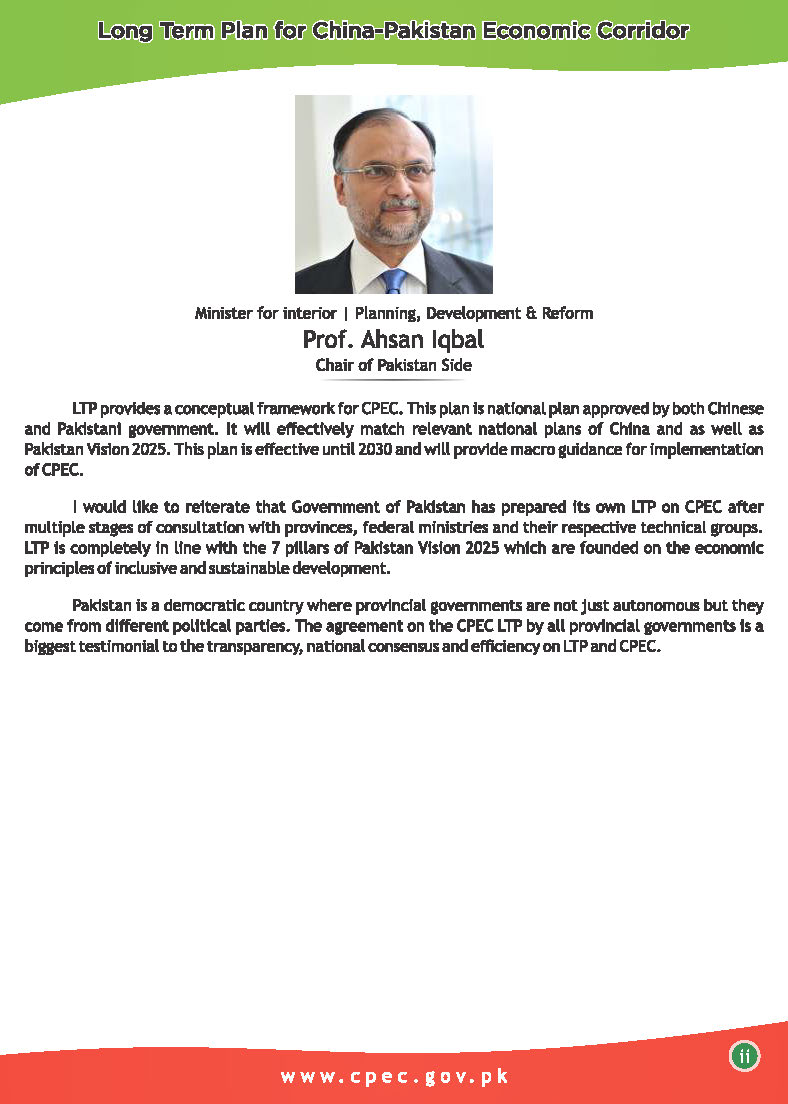 Long Term Plan for China-Pakistan Economic Corridor
Minister for interior | Planning, Development & Reform
Prof. Ahsan Iqbal
Chair of Pakistan Side
LTP provides a conceptual framework for CPEC. This plan is national plan approved by both Chinese
and Pakistani government. It will effectively match relevant national plans of China and as well as
Pakistan Vision 2025. This plan is effective until 2030 and will provide macro guidance for implementation
of CPEC.
I would like to reiterate that Government of Pakistan has prepared its own LTP on CPEC after
multiple stages of consultation with provinces, federal ministries and their respective technical groups.
LTP is completely in line with the 7 pillars of Pakistan Vision 2025 which are founded on the economic
principles of inclusive and sustainable development.
Pakistan is a democratic country where provincial governments are not just autonomous but they
come from different political parties. The agreement on the CPEC LTP by all provincial governments is a
biggest testimonial to the transparency, national consensus and efficiency on LTP and CPEC.
ii
www.cpec.gov.pk